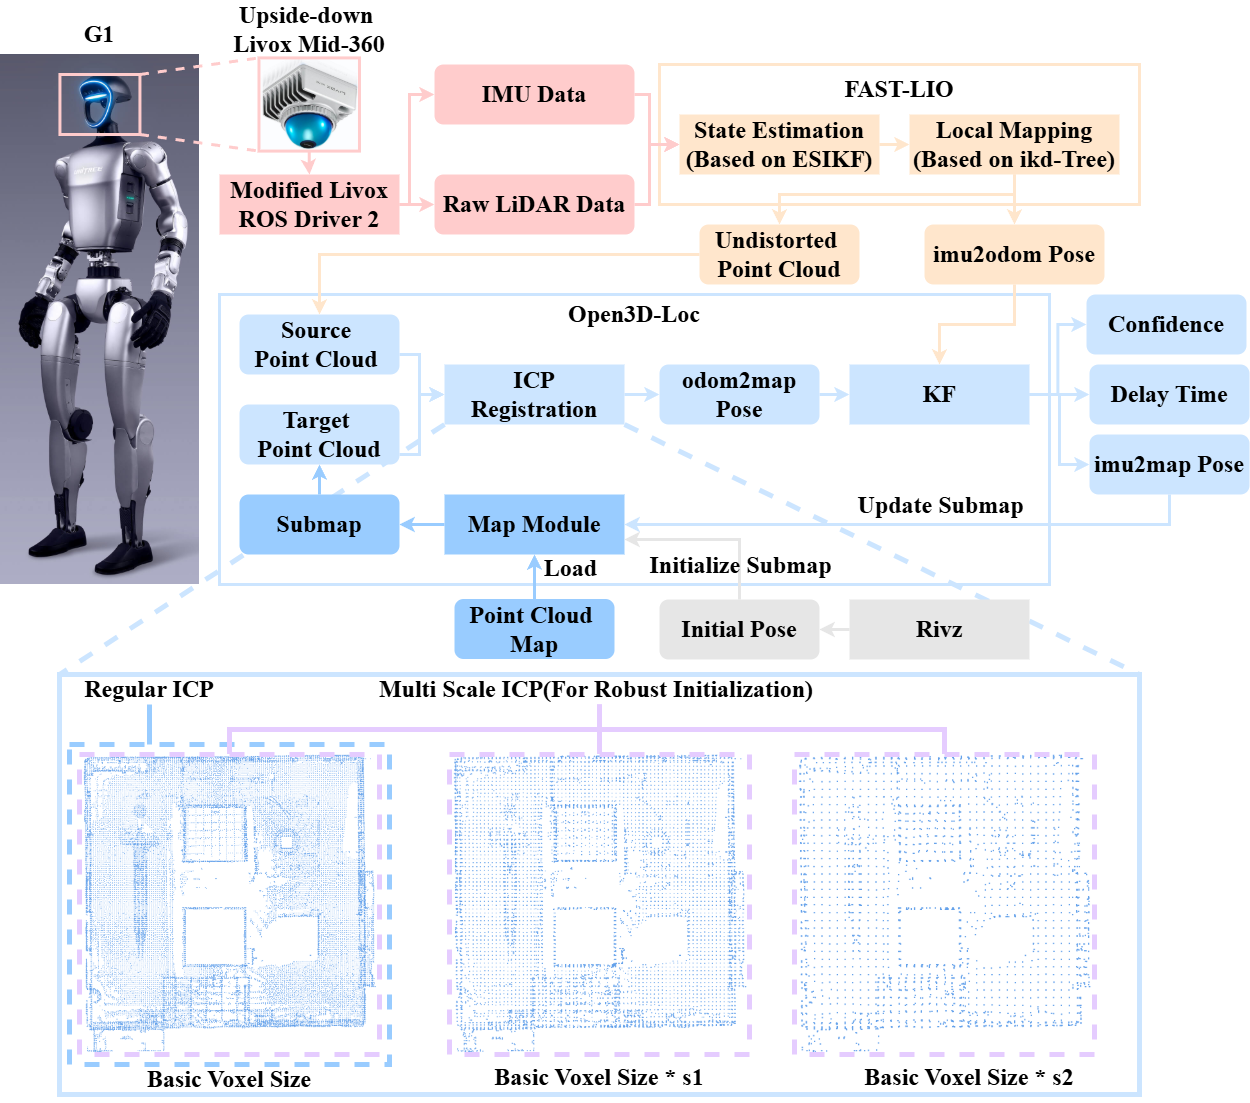 G1
Upside-down
Livox Mid-360
IMU Data
Raw LiDAR Data
Modified Livox
ROS Driver 2
FAST-LIO
State Estimation
(Based on ESIKF)
Local Mapping
(Based on ikd-Tree)
Undistorted
Point Cloud
imu2odom Pose
Open3D-Loc
Source
Point Cloud
Target
Point Cloud
ICP
Registration
odom2map
Pose
KF
Confidence
Delay Time
imu2map Pose
Submap
Map Module
Update Submap
Load
Initialize Submap
Point Cloud
Map
Initial Pose
Rivz
Regular ICP
Multi Scale ICP(For Robust Initialization)
Basic Voxel Size
Basic Voxel Size * s1
Basic Voxel Size * s2